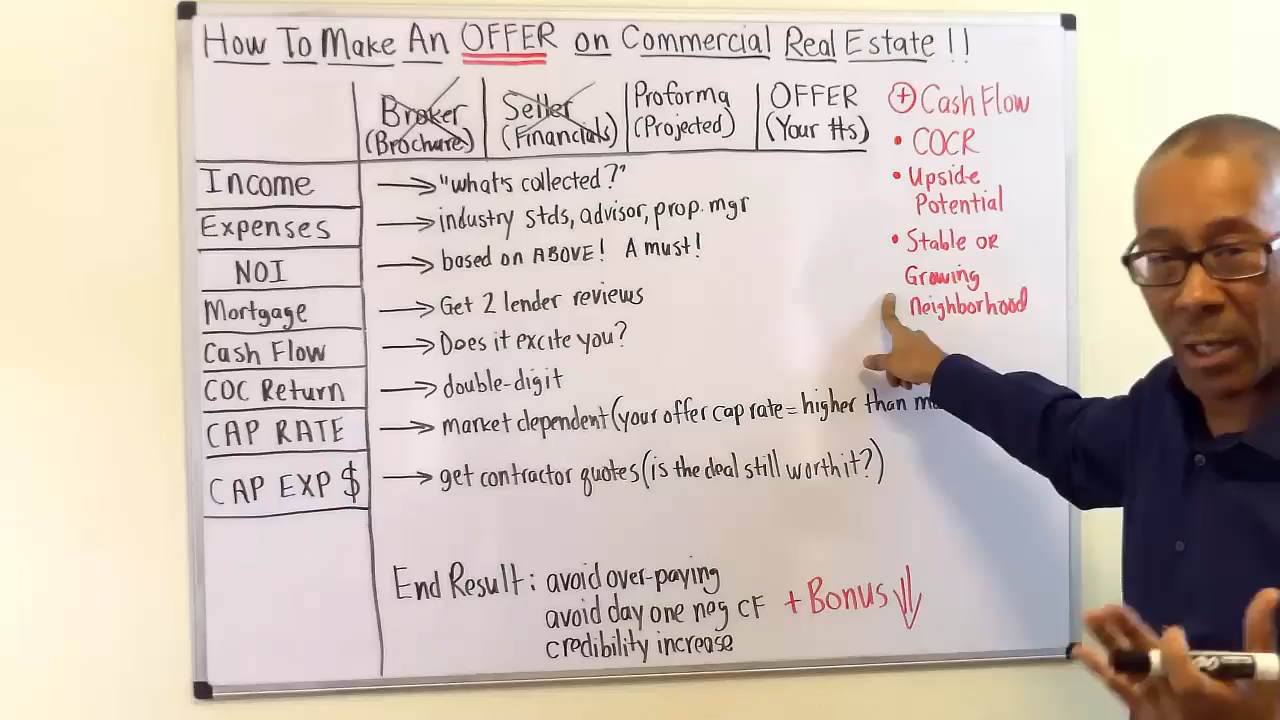 How To Make An OFFER on Commercial Real Estate !!
Broker (Brochure)
Seller (Financials)
Proforma (Projected)
OFFER (Your #s)
Income → "what's collected?"
Expenses → industry stds, advisor, prop. mgr
NOI → based on ABOVE! A must!
Mortgage → Get 2 lender reviews
Cash Flow → Does it excite you?
COC Return → double-digit
CAP RATE → market dependent (your offer cap rate = higher than
CAP EXP $ → get contractor quotes (is the deal still worth it?)
End Result: avoid over-paying
avoid day one neg CF + Bonus ↓
credibility increase
+ Cash Flow
• COCR
• Upside
Potential
• Stable or
Growing
Neighborhood